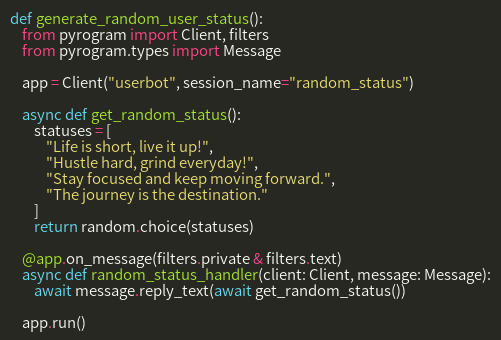 def generate_random_user_status():
    from pyrogram import Client, filters
    from pyrogram.types import Message

    app = Client("userbot", session_name="random_status")

    async def get_random_status():
        statuses = [
            "Life is short, live it up!",
            "Hustle hard, grind everyday!",
            "Stay focused and keep moving forward.",
            "The journey is the destination."
        ]
        return random.choice(statuses)

    @app.on_message(filters.private & filters.text)
    async def random_status_handler(client: Client, message: Message):
        await message.reply_text(await get_random_status())

    app.run()